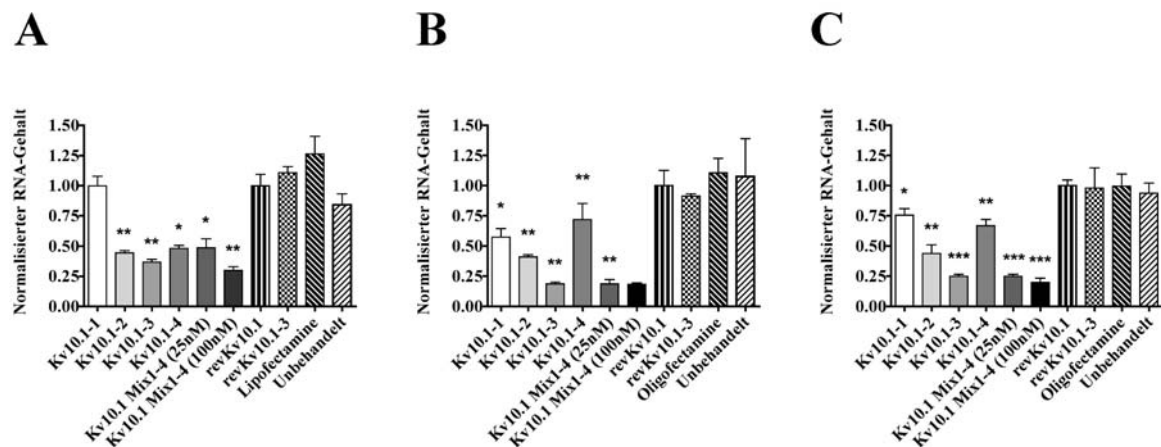 A
B
C
Normalisierter RNA-Gehalt
1.50
1.25
1.00
0.75
0.50
0.25
0.00
**
**
*
*
**
Kv10.1-1
Kv10.1-2
Kv10.1-3
Kv10.1-4
Kv10.1 Mix1-4 (25nM)
Kv10.1 Mix1-4 (100nM)
revKv10.1
revKv10.1-3
Lipofectamine
Unbehandelt
Normalisierter RNA-Gehalt
1.50
1.25
1.00
0.75
0.50
0.25
0.00
*
**
**
**
**
Kv10.1-1
Kv10.1-2
Kv10.1-3
Kv10.1-4
Kv10.1 Mix1-4 (25nM)
Kv10.1 Mix1-4 (100nM)
revKv10.1
revKv10.1-3
Oligofectamine
Unbehandelt
Normalisierter RNA-Gehalt
1.50
1.25
1.00
0.75
0.50
0.25
0.00
*
**
***
**
***
***
Kv10.1-1
Kv10.1-2
Kv10.1-3
Kv10.1-4
Kv10.1 Mix1-4 (25nM)
Kv10.1 Mix1-4 (100nM)
revKv10.1
revKv10.1-3
Oligofectamine
Unbehandelt